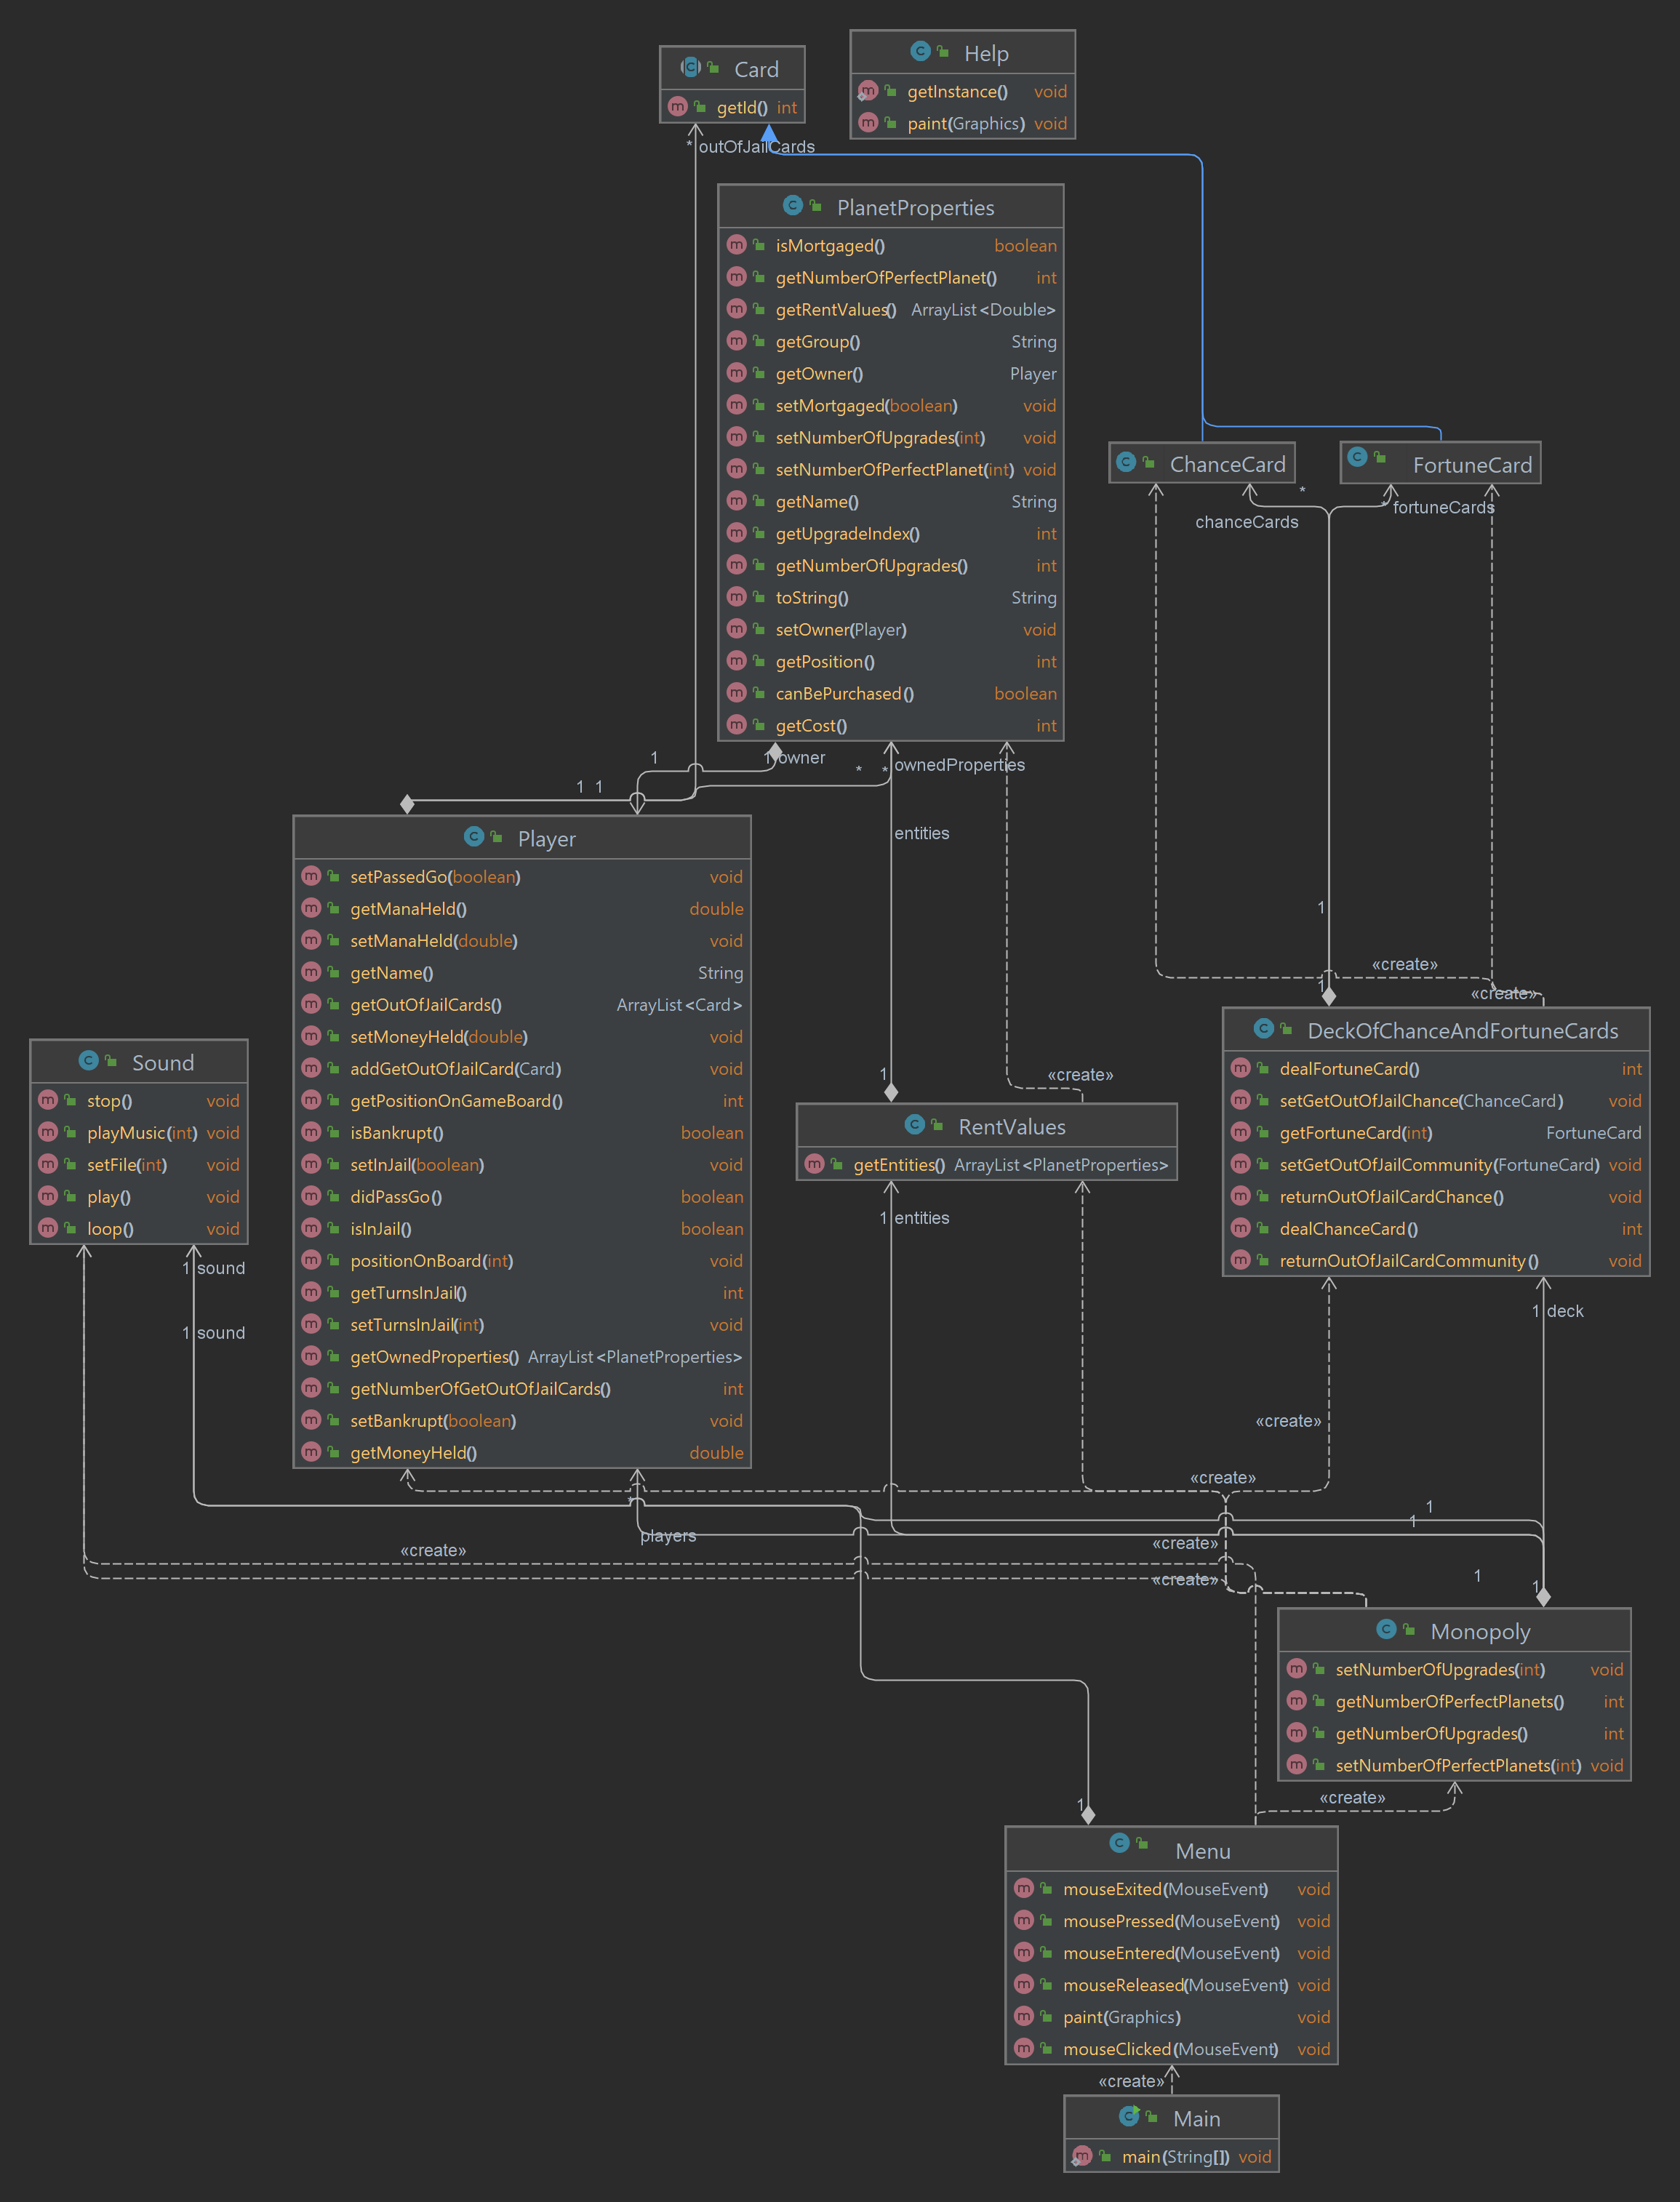 Card
getId() int
Help
getInstance() void
paint(Graphics) void
* outOfJailCards
PlanetProperties
isMortgaged() boolean
getNumberOfPerfectPlanet() int
getRentValues() ArrayList<Double>
getGroup() String
getOwner() Player
setMortgaged(boolean) void
setNumberOfUpgrades(int) void
setNumberOfPerfectPlanet(int) void
getName() String
getUpgradeIndex() int
getNumberOfUpgrades() int
toString() String
setOwner(Player) void
getPosition() int
canBePurchased() boolean
getCost() int
ChanceCard
FortuneCard
*
chanceCards
* fortuneCards
1
1 owner
* * ownedProperties
1 1
entities
Player
setPassedGo(boolean) void
getManaHeld() double
setManaHeld(double) void
getName() String
getOutOfJailCards() ArrayList<Card>
setMoneyHeld(double) void
addGetOutOfJailCard(Card) void
getPositionOnGameBoard() int
isBankrupt() boolean
setInJail(boolean) void
didPassGo() boolean
isInJail() boolean
positionOnBoard(int) void
getTurnsInJail() int
setTurnsInJail(int) void
getOwnedProperties() ArrayList<PlanetProperties>
getNumberOfGetOutOfJailCards() int
setBankrupt(boolean) void
getMoneyHeld() double
1
«create»
1
«create»
DeckOfChanceAndFortuneCards
dealFortuneCard() int
setGetOutOfJailChance(ChanceCard) void
getFortuneCard(int) FortuneCard
setGetOutOfJailCommunity(FortuneCard) void
returnOutOfJailCardChance() void
dealChanceCard() int
returnOutOfJailCardCommunity() void
Sound
stop() void
playMusic(int) void
setFile(int) void
play() void
loop() void
1
«create»
RentValues
getEntities() ArrayList<PlanetProperties>
1 entities
1 sound
1 sound
1 deck
«create»
«create»
*
players
1
1
«create»
«create»
«create»
1
1
Monopoly
setNumberOfUpgrades(int) void
getNumberOfPerfectPlanets() int
getNumberOfUpgrades() int
setNumberOfPerfectPlanets(int) void
«create»
1
Menu
mouseExited(MouseEvent) void
mousePressed(MouseEvent) void
mouseEntered(MouseEvent) void
mouseReleased(MouseEvent) void
paint(Graphics) void
mouseClicked(MouseEvent) void
«create»
Main
main(String[]) void